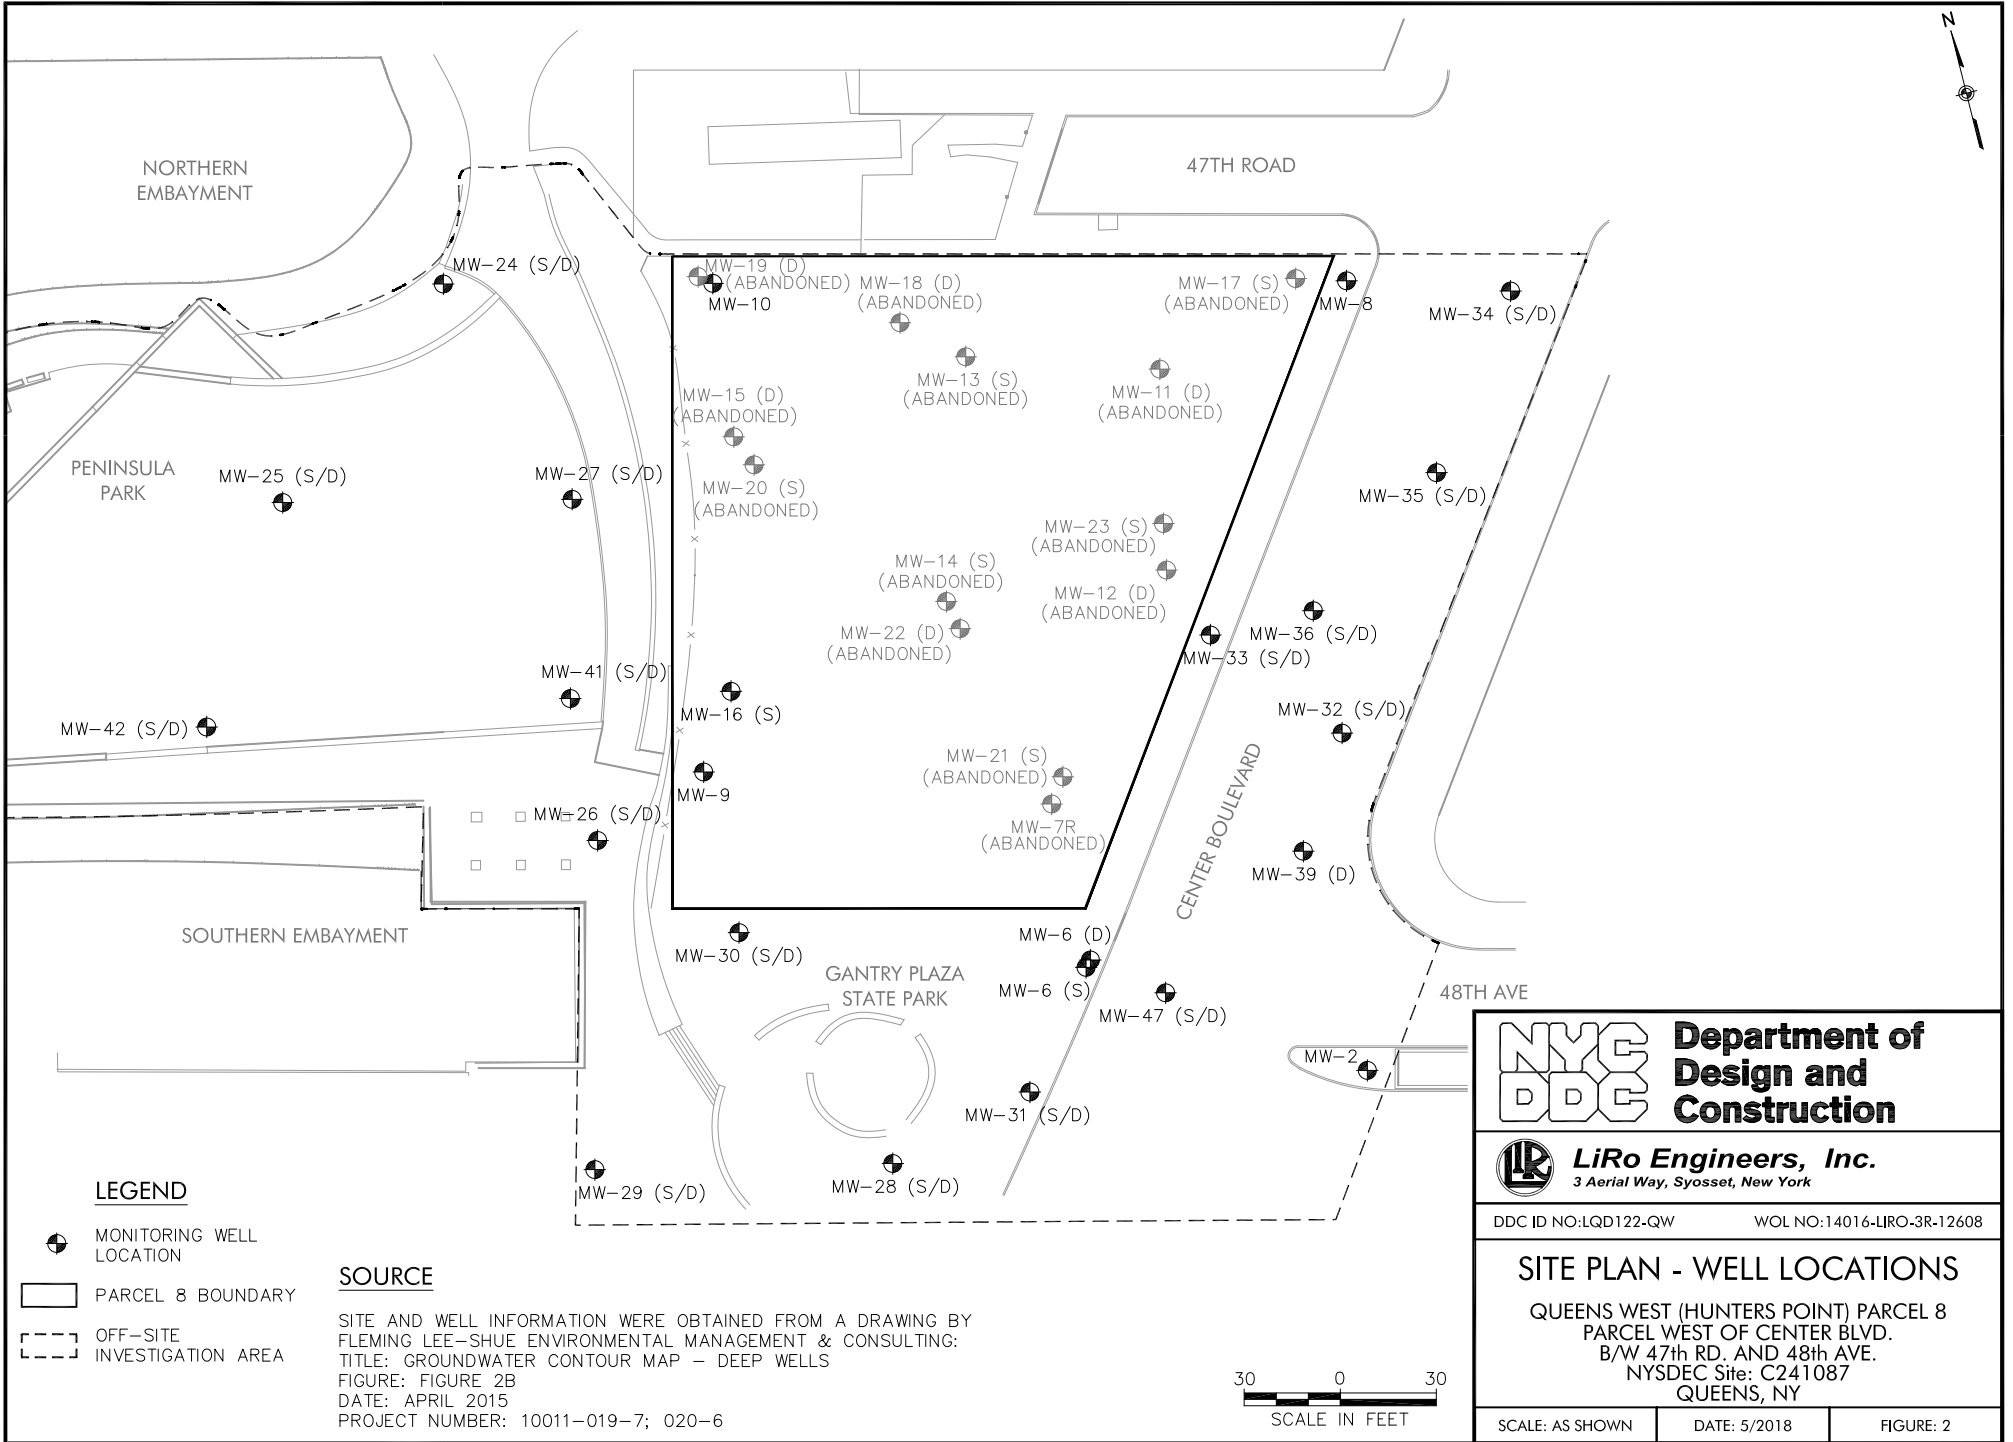 N
NORTHERN
EMBAYMENT
47TH ROAD
MW-24 (S/D)
MW-19 (D)
(ABANDONED)
MW-10
MW-18 (D)
(ABANDONED)
MW-17 (S)
(ABANDONED)
MW-8
MW-34 (S/D)
MW-13 (S)
(ABANDONED)
MW-11 (D)
(ABANDONED)
MW-15 (D)
(ABANDONED)
PENINSULA
PARK
MW-25 (S/D)
MW-27 (S/D)
MW-20 (S)
(ABANDONED)
MW-35 (S/D)
MW-23 (S)
(ABANDONED)
MW-14 (S)
(ABANDONED)
MW-12 (D)
(ABANDONED)
MW-22 (D)
(ABANDONED)
MW-36 (S/D)
MW-33 (S/D)
MW-41 (S/D)
MW-16 (S)
MW-42 (S/D)
MW-32 (S/D)
MW-21 (S)
(ABANDONED)
MW-9
MW-26 (S/D)
MW-7R
(ABANDONED)
CENTER BOULEVARD
MW-39 (D)
SOUTHERN EMBAYMENT
MW-30 (S/D)
MW-6 (D)
GANTRY PLAZA
STATE PARK
MW-6 (S)
MW-47 (S/D)
48TH AVE
MW-2
MW-31 (S/D)
MW-29 (S/D)
MW-28 (S/D)
LEGEND
MONITORING WELL
LOCATION
PARCEL 8 BOUNDARY
OFF-SITE
INVESTIGATION AREA
SOURCE
SITE AND WELL INFORMATION WERE OBTAINED FROM A DRAWING BY
FLEMING LEE-SHUE ENVIRONMENTAL MANAGEMENT & CONSULTING:
TITLE: GROUNDWATER CONTOUR MAP - DEEP WELLS
FIGURE: FIGURE 2B
DATE: APRIL 2015
PROJECT NUMBER: 10011-019-7; 020-6
30 0 30
SCALE IN FEET
NYC
DDC
Department of
Design and
Construction
LiRo
LiRo Engineers, Inc.
3 Aerial Way, Syosset, New York
DDC ID NO:LQD122-QW WOL NO:14016-LIRO-3R-12608
SITE PLAN - WELL LOCATIONS
QUEENS WEST (HUNTERS POINT) PARCEL 8
PARCEL WEST OF CENTER BLVD.
B/W 47th RD. AND 48th AVE.
NYSDEC Site: C241087
QUEENS, NY
SCALE: AS SHOWN DATE: 5/2018 FIGURE: 2